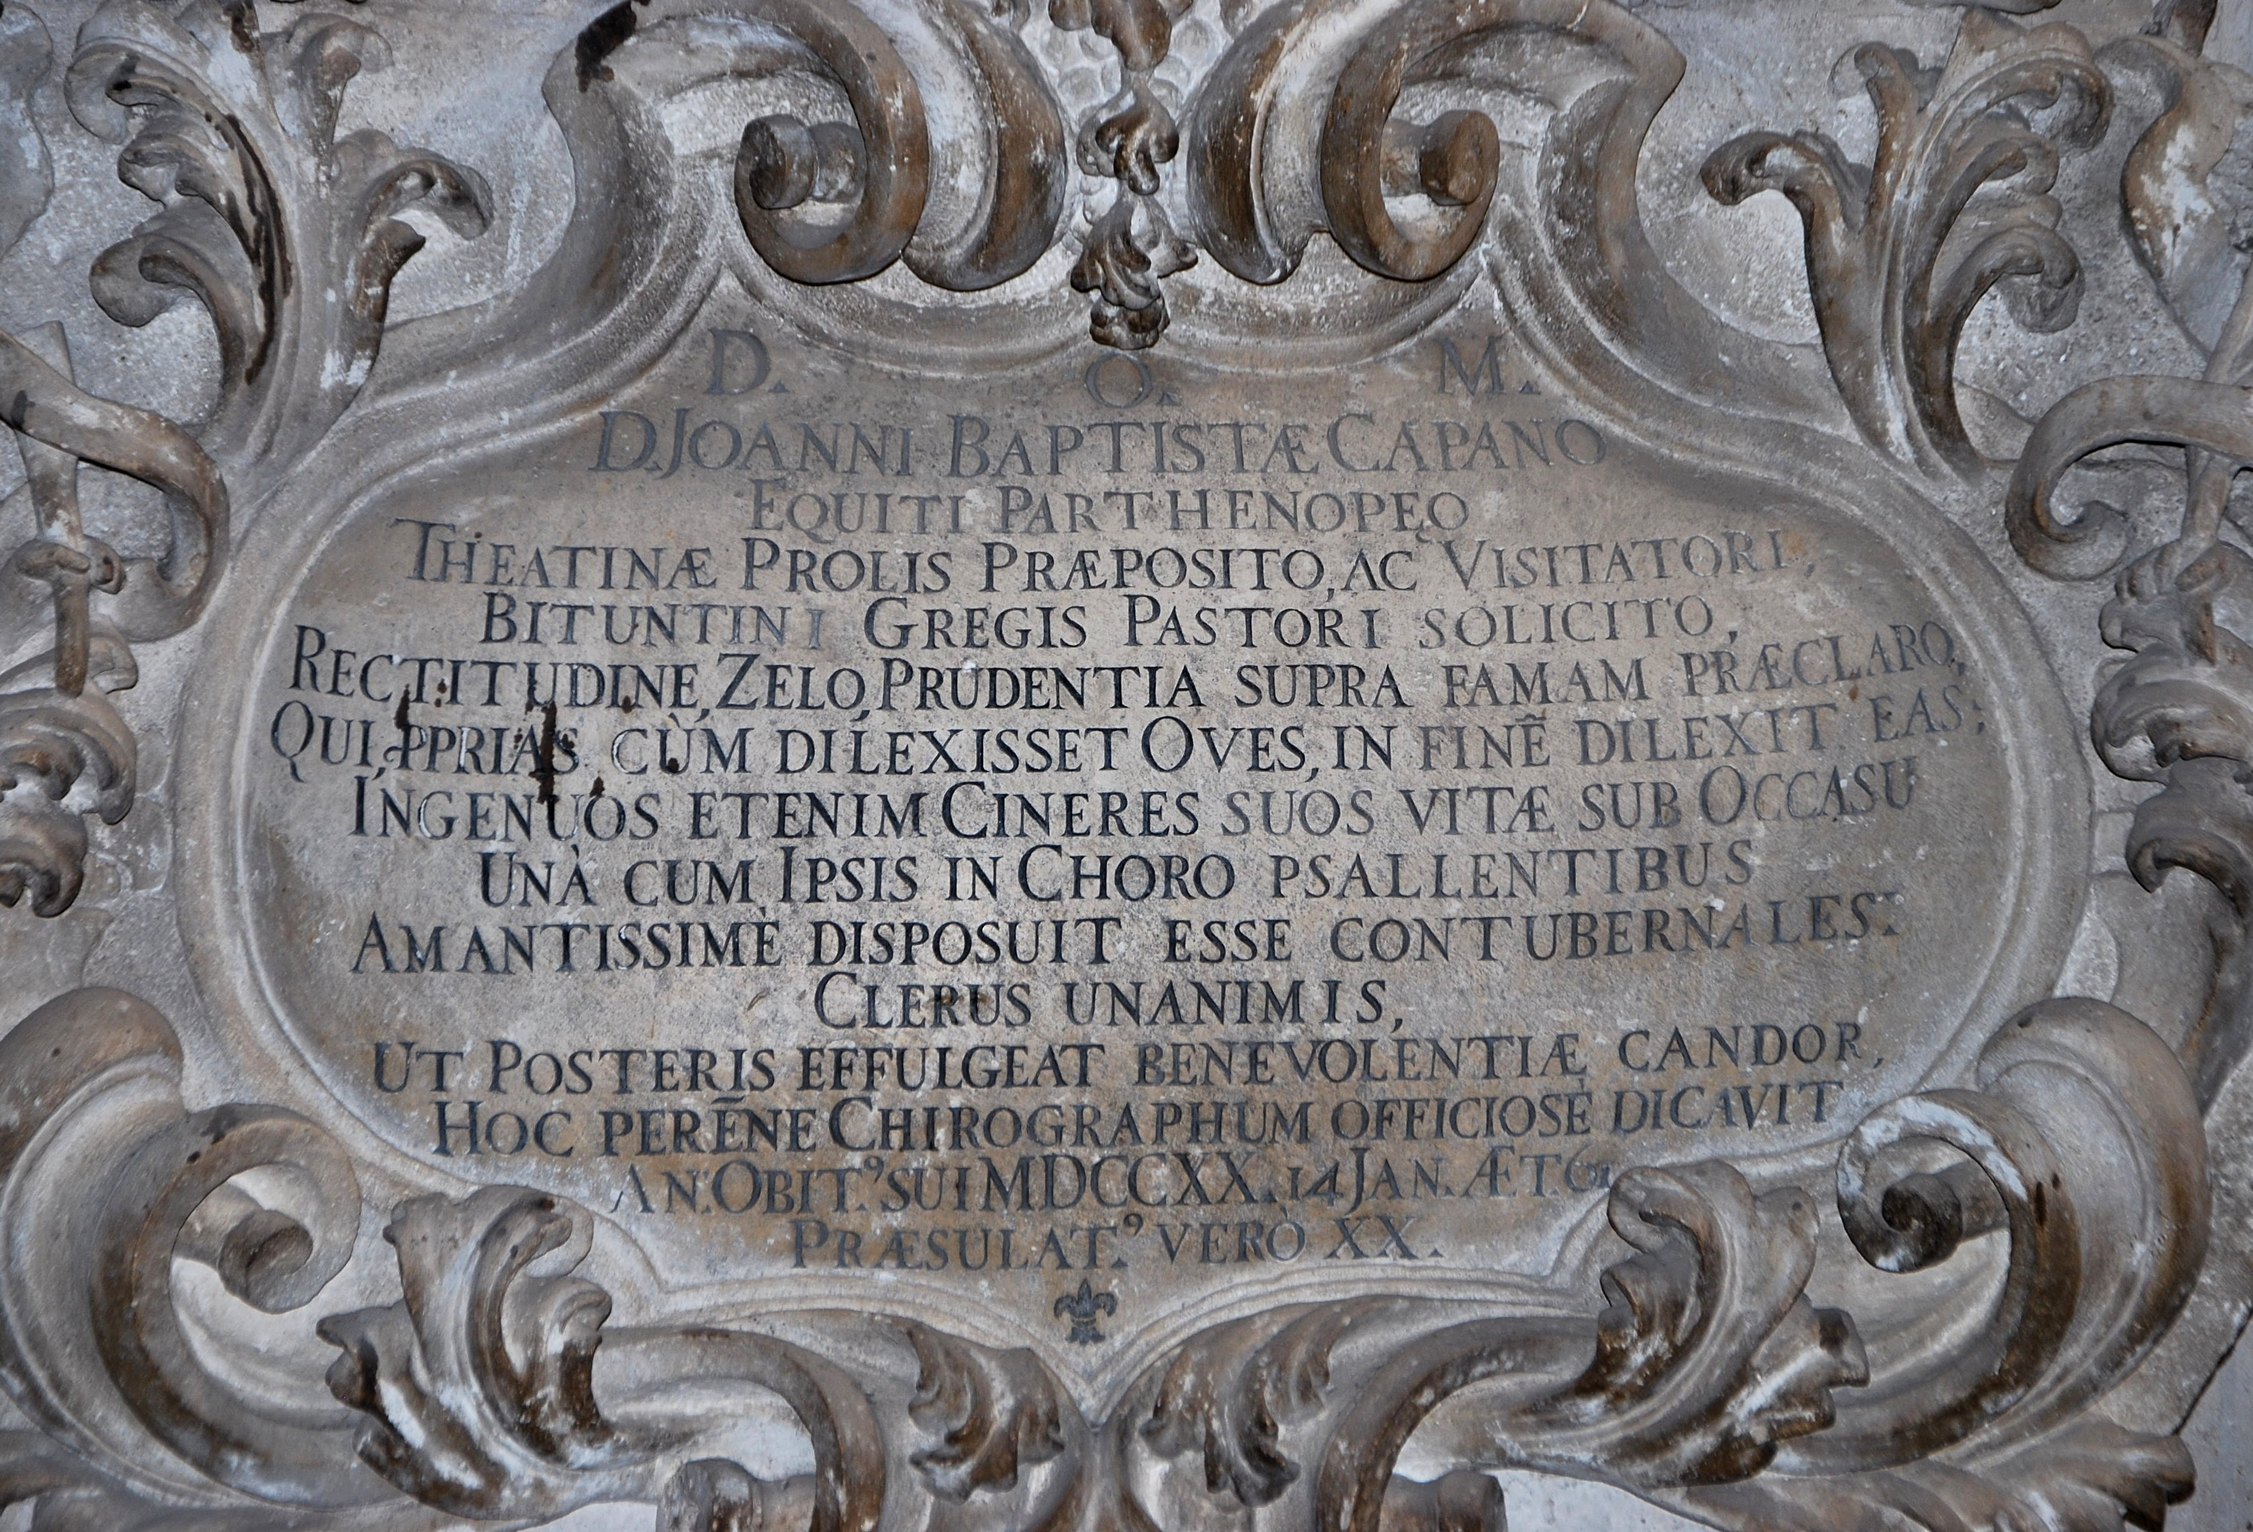 D. O. M.
D. JOANNI BAPTISTÆ CAPANO
EQUITI PARTHENOPEO
THEATINÆ PROLIS PRÆPOSITO, AC VISITATORI,
BITUNTINI GREGIS PASTORI SOLICITO,
RECTITUDINE, ZELO, PRUDENTIA SUPRA FAMAM PRÆCLARO,
QUI, PPRIAS CÙM DILEXISSET OVES, IN FINẼ DILEXIT EAS;
INGENUOS ETENIM CINERES SUOS VITÆ SUB OCCASU
UNÀ CUM IPSIS IN CHORO PSALLENTIBUS
AMANTISSIMÈ DISPOSUIT ESSE CONTUBERNALES:
CLERUS UNANIMIS,
UT POSTERIS EFFULGEAT BENEVOLENTIÆ CANDOR,
HOC PERĒNE CHIROGRAPHUM OFFICIOSÈ DICAVIT
AN. OBIT.⁹ SUI MDCCXX. 14 JAN. ÆT. 61
PRÆSULAT.⁹ VERÒ XX.